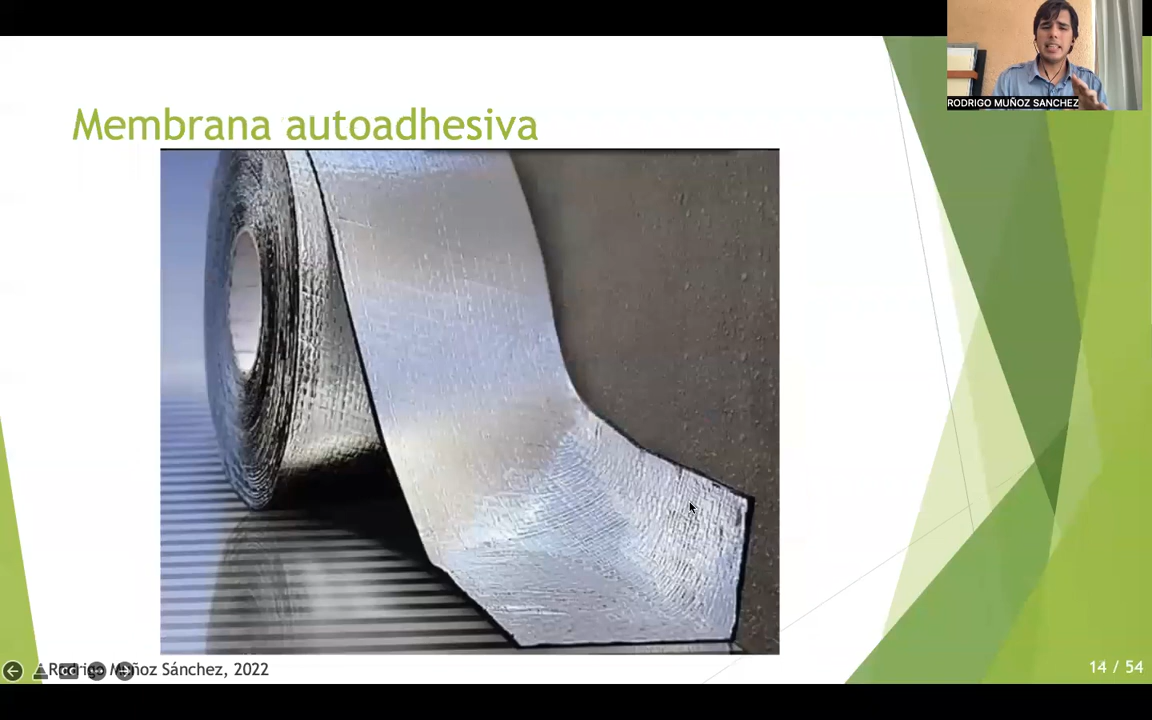 RODRIGO MUÑOZ SANCHEZ
Membrana autoadhesiva
Rodrigo Muñoz Sánchez, 2022
14 / 54